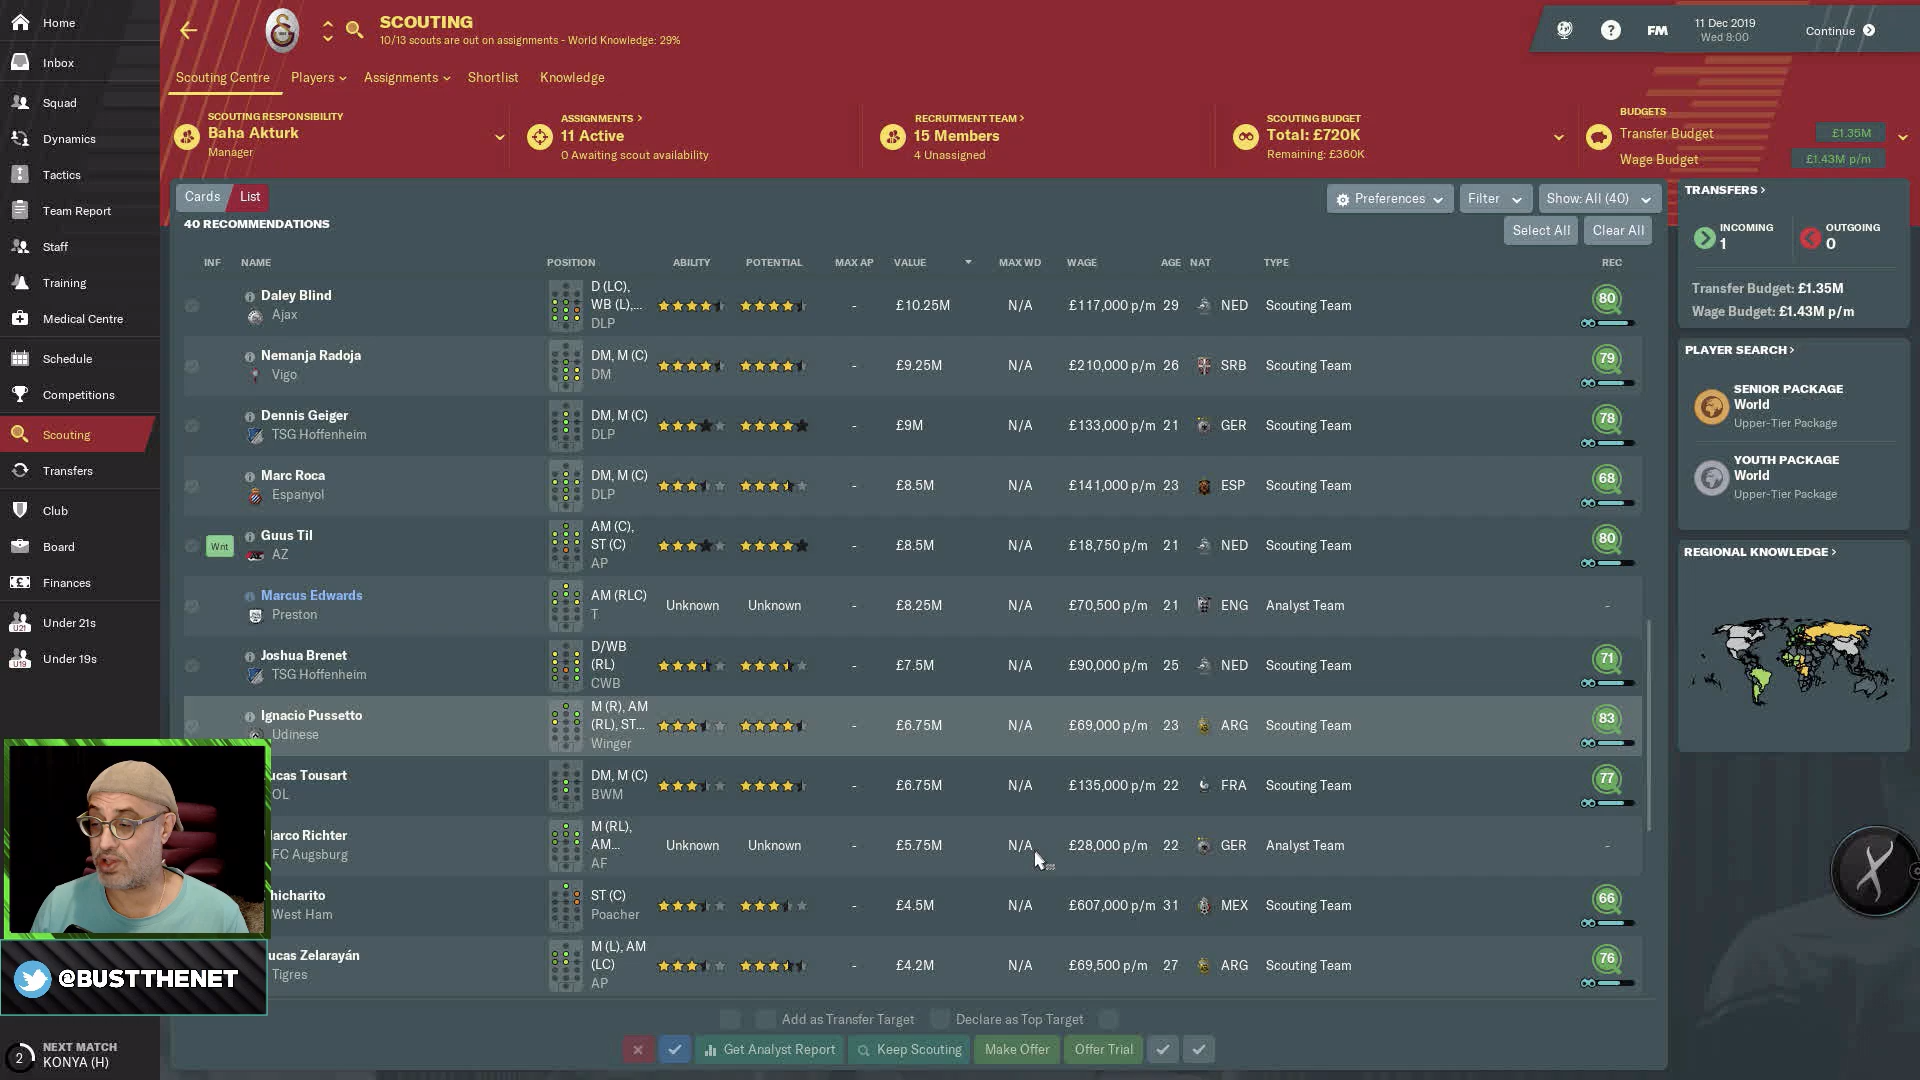 Home
Inbox
Squad
Dynamics
Tactics
Team Report
Staff
Training
Medical Centre
Schedule
Competitions
Scouting
Transfers
Club
Board
Finances
U21 Under 21s
U19 Under 19s
SCOUTING
10/13 scouts are out on assignments - World Knowledge: 29%
Scouting Centre Players Assignments Shortlist Knowledge
? FM 11 Dec 2019
Wed 8:00
Continue
SCOUTING RESPONSIBILITY
Baha Akturk
Manager
ASSIGNMENTS >
11 Active
0 Awaiting scout availability
RECRUITMENT TEAM >
15 Members
4 Unassigned
SCOUTING BUDGET
Total: £720K
Remaining: £360K
BUDGETS
Transfer Budget £1.35M
Wage Budget £1.43M p/m
Cards List
Preferences Filter Show: All (40)
40 RECOMMENDATIONS
Select All Clear All
INF NAME POSITION ABILITY POTENTIAL MAX AP VALUE MAX WD WAGE AGE NAT TYPE REC
Daley Blind
Ajax
D (LC),
WB (L),...
DLP
- £10.25M N/A £117,000 p/m 29 NED Scouting Team 80
Nemanja Radoja
Vigo
DM, M (C)
DM
- £9.25M N/A £210,000 p/m 26 SRB Scouting Team 79
Dennis Geiger
TSG Hoffenheim
DM, M (C)
DLP
- £9M N/A £133,000 p/m 21 GER Scouting Team 78
Marc Roca
Espanyol
DM, M (C)
DLP
- £8.5M N/A £141,000 p/m 23 ESP Scouting Team 68
Wnt Guus Til
AZ
AM (C),
ST (C)
AP
- £8.5M N/A £18,750 p/m 21 NED Scouting Team 80
Marcus Edwards
Preston
AM (RLC)
T
Unknown Unknown - £8.25M N/A £70,500 p/m 21 ENG Analyst Team -
Joshua Brenet
TSG Hoffenheim
D/WB
(RL)
CWB
- £7.5M N/A £90,000 p/m 25 NED Scouting Team 71
Ignacio Pussetto
Udinese
M (R), AM
(RL), ST...
Winger
- £6.75M N/A £69,000 p/m 23 ARG Scouting Team 83
ucas Tousart
OL
DM, M (C)
BWM
- £6.75M N/A £135,000 p/m 22 FRA Scouting Team 77
arco Richter
FC Augsburg
M (RL),
AM...
AF
Unknown Unknown - £5.75M N/A £28,000 p/m 22 GER Analyst Team -
hicharito
West Ham
ST (C)
Poacher
- £4.5M N/A £607,000 p/m 31 MEX Scouting Team 66
ucas Zelarayán
Tigres
M (L), AM
(LC)
AP
- £4.2M N/A £69,500 p/m 27 ARG Scouting Team 76
Add as Transfer Target Declare as Top Target
Get Analyst Report Keep Scouting Make Offer Offer Trial
TRANSFERS >
INCOMING
1
OUTGOING
0
Transfer Budget: £1.35M
Wage Budget: £1.43M p/m
PLAYER SEARCH >
SENIOR PACKAGE
World
Upper-Tier Package
YOUTH PACKAGE
World
Upper-Tier Package
REGIONAL KNOWLEDGE >
@BUSTTHENET
2 NEXT MATCH
KONYA (H)